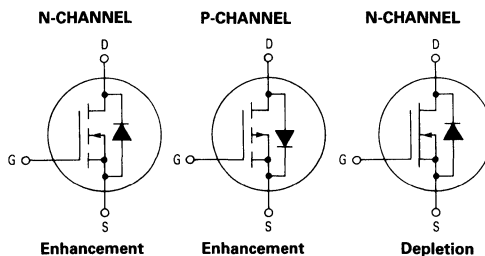 N-CHANNEL P-CHANNEL N-CHANNEL
D D D
G G G
S S S
Enhancement Enhancement Depletion